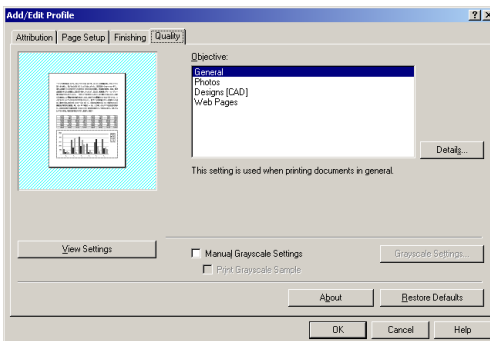 Add/Edit Profile
Attribution Page Setup Finishing Quality
Objective:
General
Photos
Designs [CAD]
Web Pages
Details...
This setting is used when printing documents in general.
View Settings
Manual Grayscale Settings
Grayscale Settings...
Print Grayscale Sample
About
Restore Defaults
OK
Cancel
Help